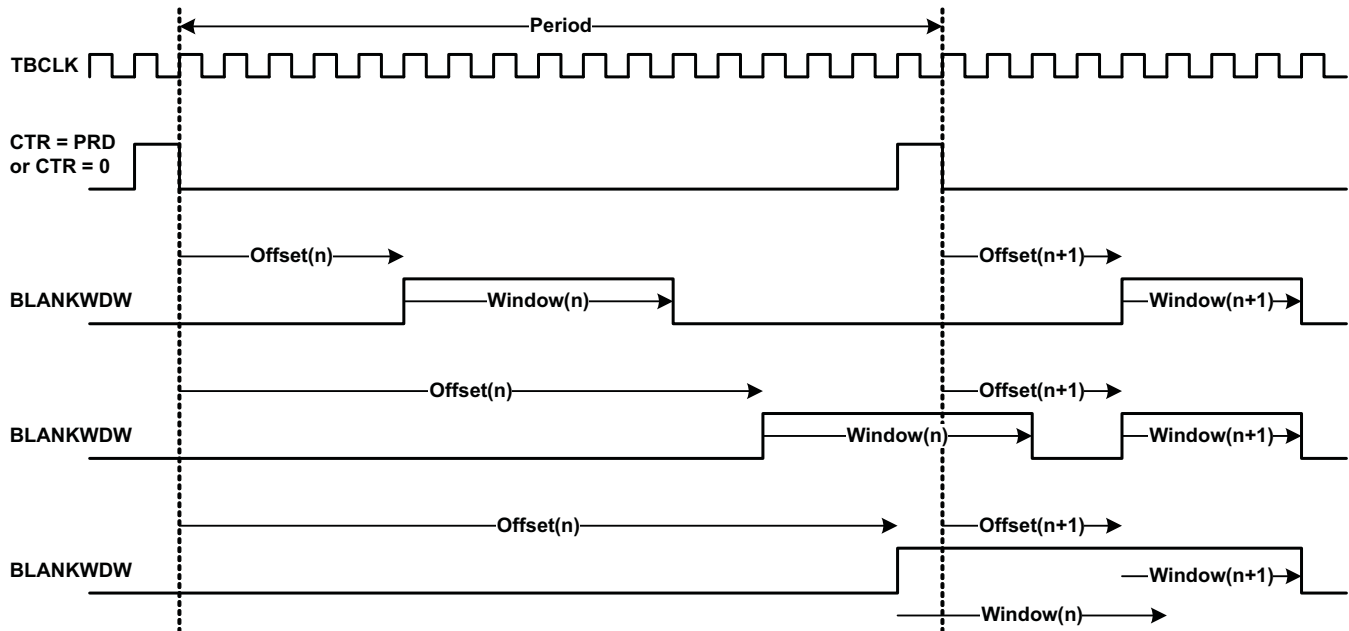 Period
TBCLK
CTR = PRD
or CTR = 0
Offset(n)
Offset(n+1)
BLANKWDW
Window(n)
Window(n+1)
Offset(n)
Offset(n+1)
BLANKWDW
Window(n)
Window(n+1)
Offset(n)
Offset(n+1)
BLANKWDW
Window(n+1)
Window(n)